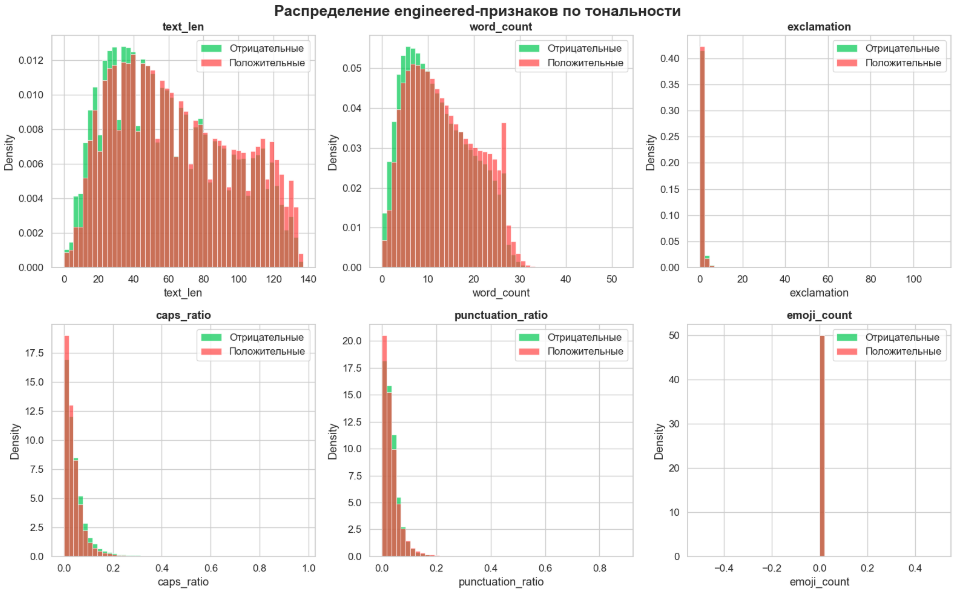 Распределение engineered-признаков по тональности
text_len
Отрицательные
Положительные
Density
0.012
0.010
0.008
0.006
0.004
0.002
0.000
0 20 40 60 80 100 120 140
text_len
word_count
Отрицательные
Положительные
Density
0.05
0.04
0.03
0.02
0.01
0.00
0 10 20 30 40 50
word_count
exclamation
Отрицательные
Положительные
Density
0.40
0.35
0.30
0.25
0.20
0.15
0.10
0.05
0.00
0 20 40 60 80 100
exclamation
caps_ratio
Отрицательные
Положительные
Density
17.5
15.0
12.5
10.0
7.5
5.0
2.5
0.0
0.0 0.2 0.4 0.6 0.8 1.0
caps_ratio
punctuation_ratio
Отрицательные
Положительные
Density
20.0
17.5
15.0
12.5
10.0
7.5
5.0
2.5
0.0
0.0 0.2 0.4 0.6 0.8
punctuation_ratio
emoji_count
Отрицательные
Положительные
Density
50
40
30
20
10
0
−0.4 −0.2 0.0 0.2 0.4
emoji_count